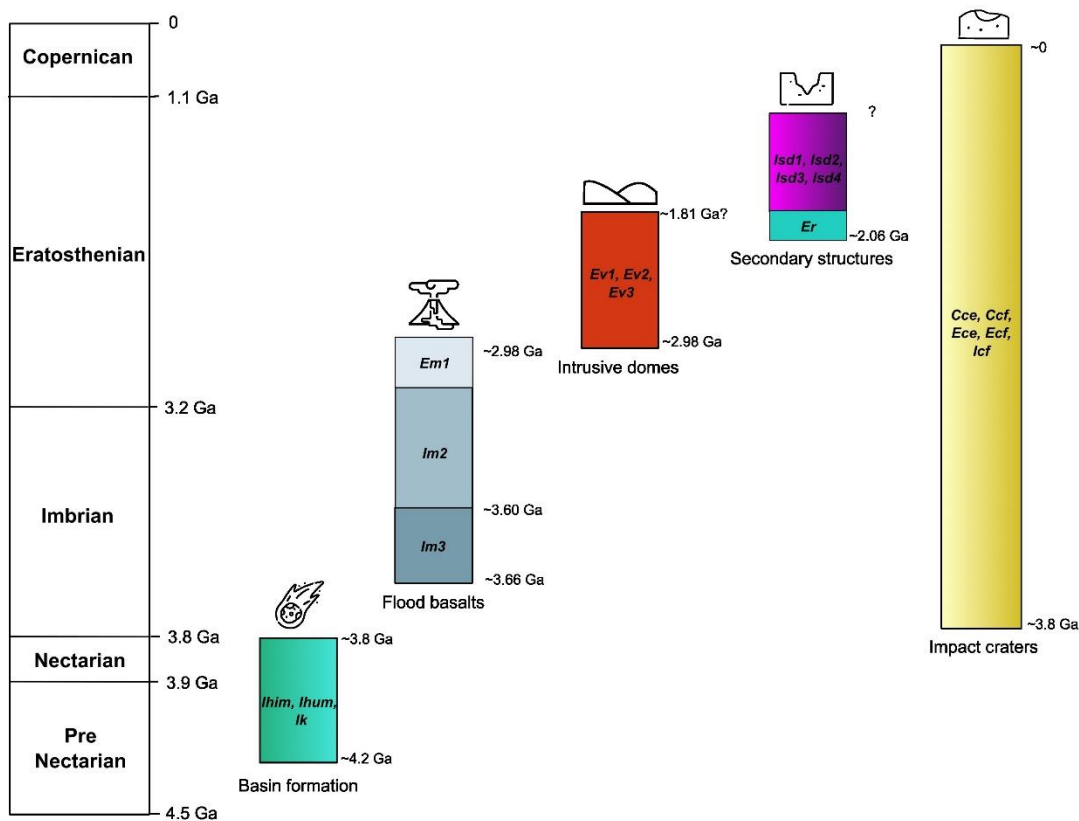 0
Copernican
1.1 Ga
Eratosthenian
3.2 Ga
Imbrian
3.8 Ga
Nectarian
3.9 Ga
Pre
Nectarian
4.5 Ga
~3.8 Ga
Ihim, Ihum,
Ik
~4.2 Ga
Basin formation
~2.98 Ga
Em1
Im2
~3.60 Ga
Im3
~3.66 Ga
Flood basalts
~1.81 Ga?
Ev1, Ev2,
Ev3
~2.98 Ga
Intrusive domes
?
Isd1, Isd2,
Isd3, Isd4
Er
~2.06 Ga
Secondary structures
~0
Cce, Ccf,
Ece, Ecf,
Icf
~3.8 Ga
Impact craters